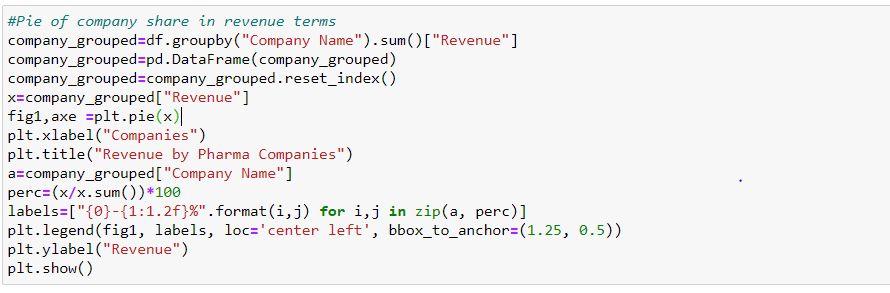 #Pie of company share in revenue terms
company_grouped=df.groupby("Company Name").sum()["Revenue"]
company_grouped=pd.DataFrame(company_grouped)
company_grouped=company_grouped.reset_index()
x=company_grouped["Revenue"]
fig1,axe =plt.pie(x)
plt.xlabel("Companies")
plt.title("Revenue by Pharma Companies")
a=company_grouped["Company Name"]
perc=(x/x.sum())*100
labels=["{0}-{1:1.2f}%".format(i,j) for i,j in zip(a, perc)]
plt.legend(fig1, labels, loc='center left', bbox_to_anchor=(1.25, 0.5))
plt.ylabel("Revenue")
plt.show()